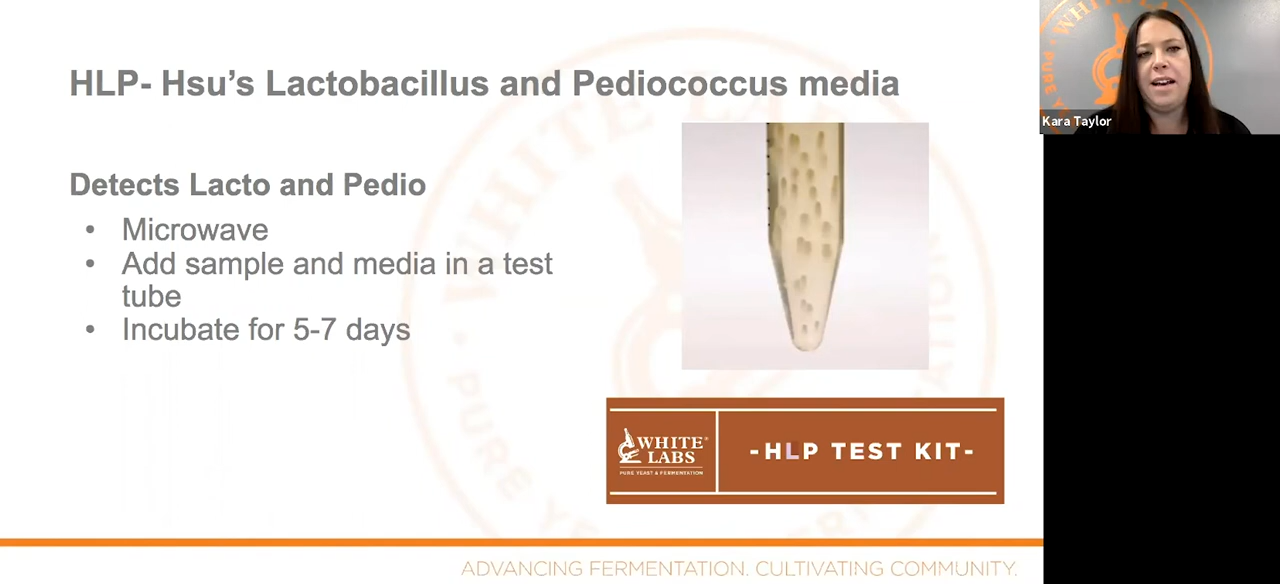 HLP- Hsu’s Lactobacillus and Pediococcus media
Detects Lacto and Pedio
• Microwave
• Add sample and media in a test
tube
• Incubate for 5-7 days
WHITE LABS
PURE YEAST & FERMENTATION
-HLP TEST KIT-
ADVANCING FERMENTATION. CULTIVATING COMMUNITY.
Kara Taylor